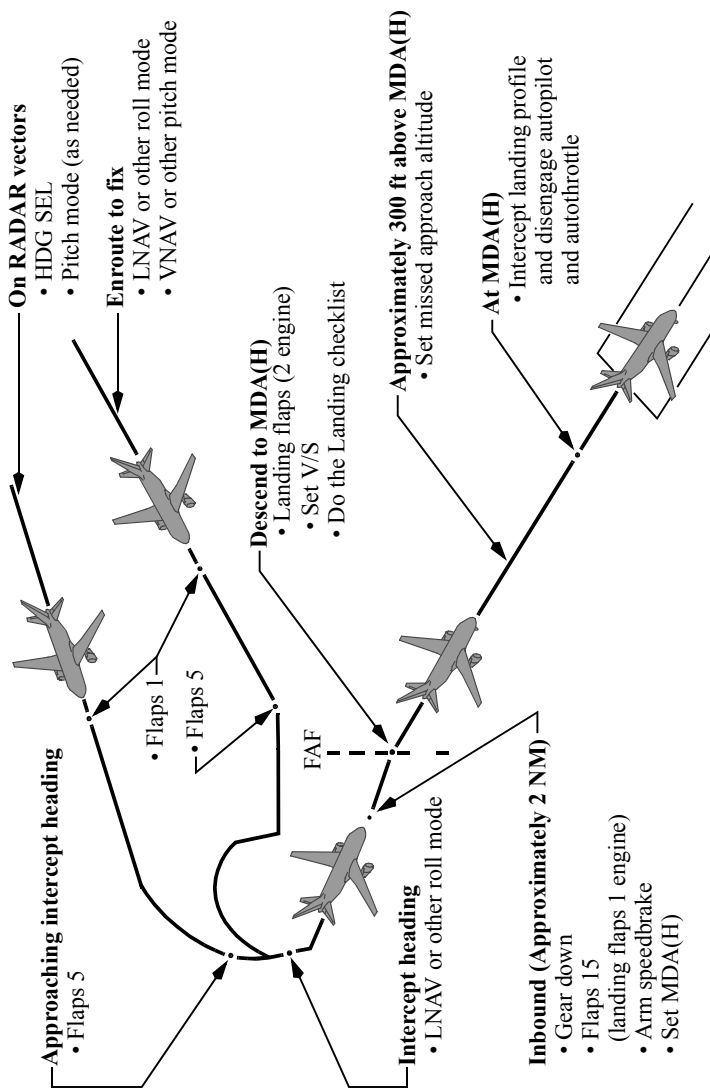 On RADAR vectors
• HDG SEL
• Pitch mode (as needed)
Enroute to fix
• LNAV or other roll mode
• VNAV or other pitch mode
• Flaps 1
• Flaps 5
Approaching intercept heading
• Flaps 5
Intercept heading
• LNAV or other roll mode
Inbound (Approximately 2 NM)
• Gear down
• Flaps 15
(landing flaps 1 engine)
• Arm speedbrake
• Set MDA(H)
FAF
Descend to MDA(H)
• Landing flaps (2 engine)
• Set V/S
• Do the Landing checklist
Approximately 300 ft above MDA(H)
• Set missed approach altitude
At MDA(H)
• Intercept landing profile
and disengage autopilot
and autothrottle